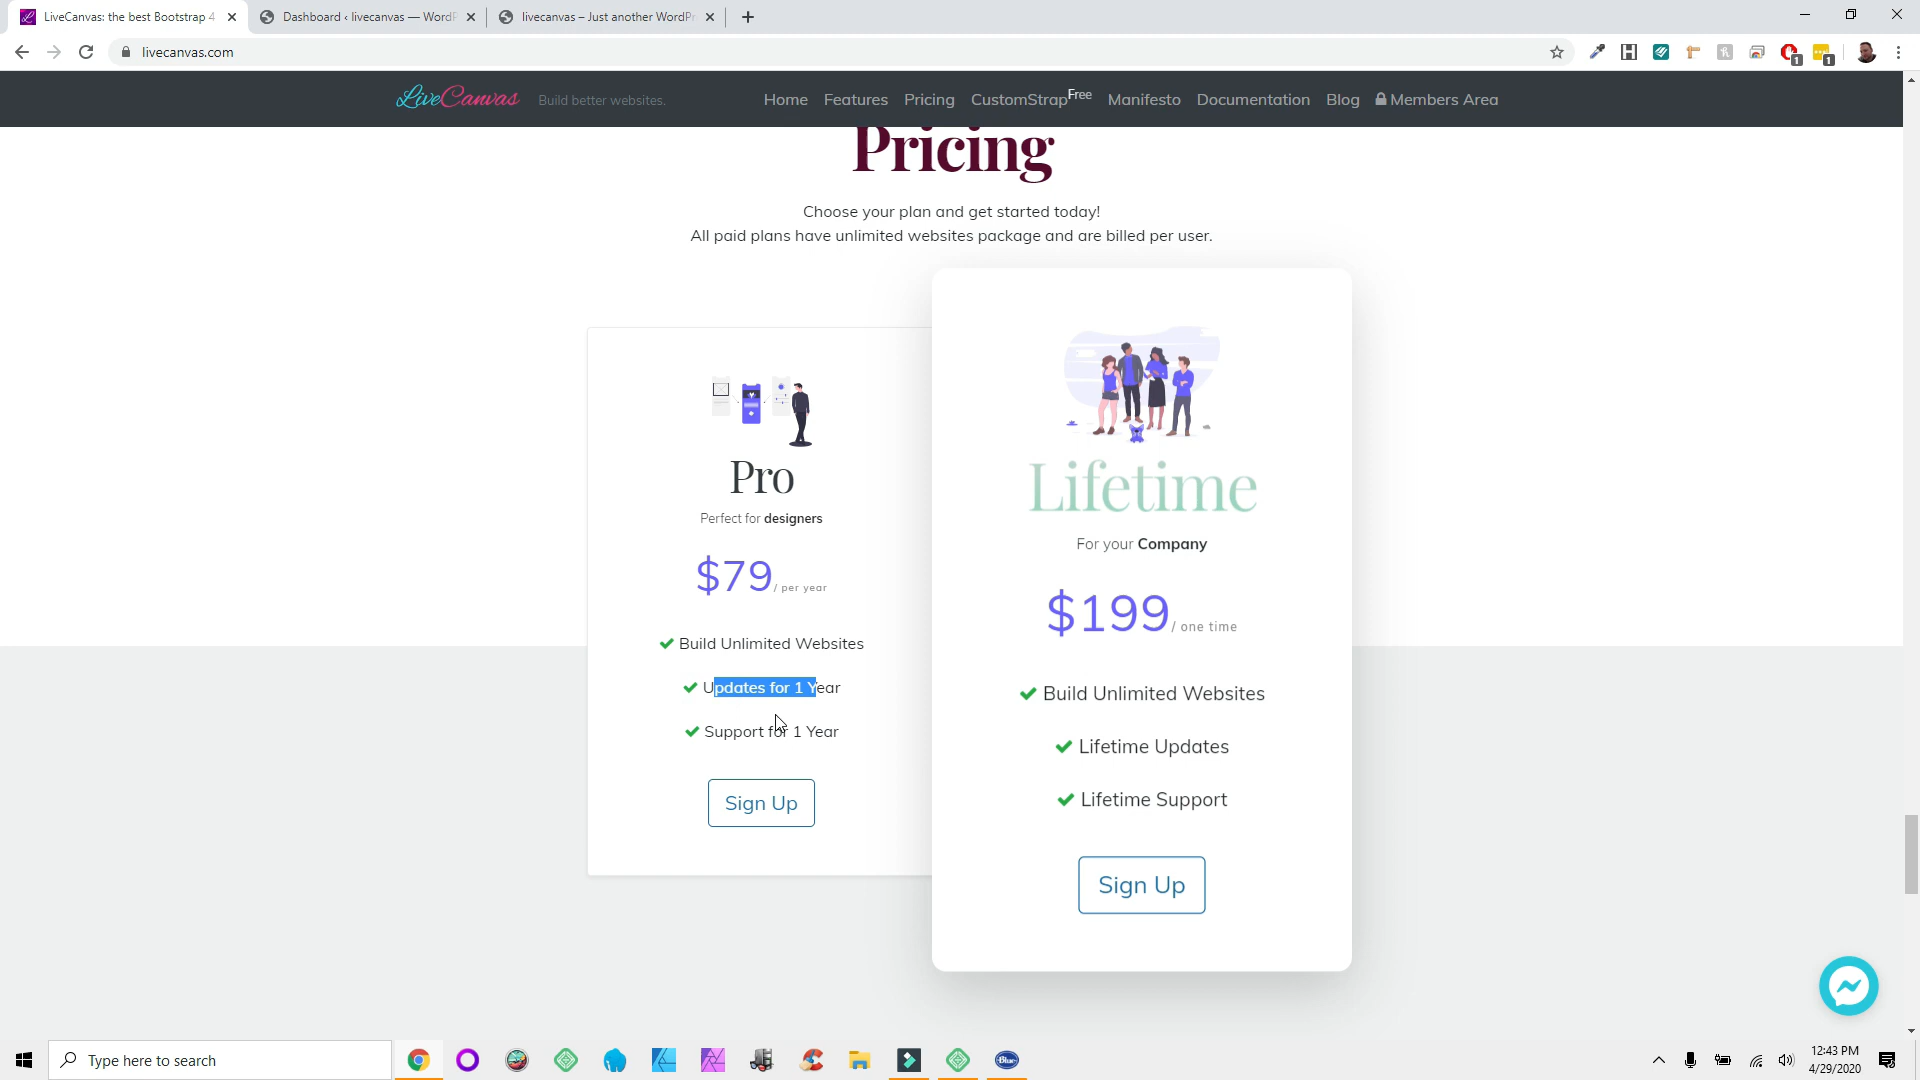 LiveCanvas: the best Bootstrap 4
Dashboard ‹ livecanvas — WordP
livecanvas – Just another WordPr
livecanvas.com
1
1
LiveCanvas
Build better websites.
Home
Features
Pricing
CustomStrap Free
Manifesto
Documentation
Blog
Members Area
Pricing
Choose your plan and get started today!
All paid plans have unlimited websites package and are billed per user.
Pro
Perfect for designers
$79 / per year
Build Unlimited Websites
Updates for 1 Year
Support for 1 Year
Sign Up
Lifetime
For your Company
$199 / one time
Build Unlimited Websites
Lifetime Updates
Lifetime Support
Sign Up
Type here to search
Blue
12:43 PM
4/29/2020